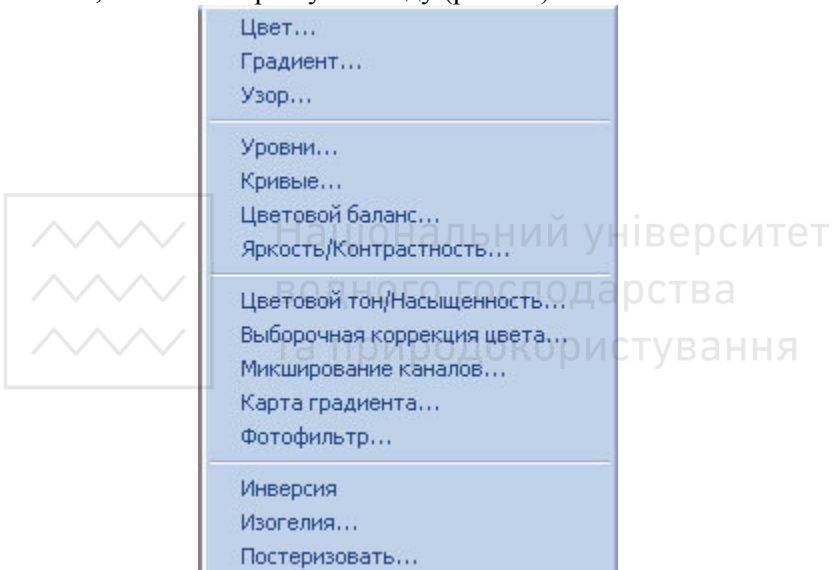 Цвет...
Градиент...
Узор...
Уровни...
Кривые...
Цветовой баланс...
Яркость/Контрастность...
Цветовой тон/Насыщенность...
Выборочная коррекция цвета...
Микширование каналов...
Карта градиента...
Фотофильтр...
Инверсия
Изогелия...
Постеризовать...
Національний університет
водного господарства
та природокористування